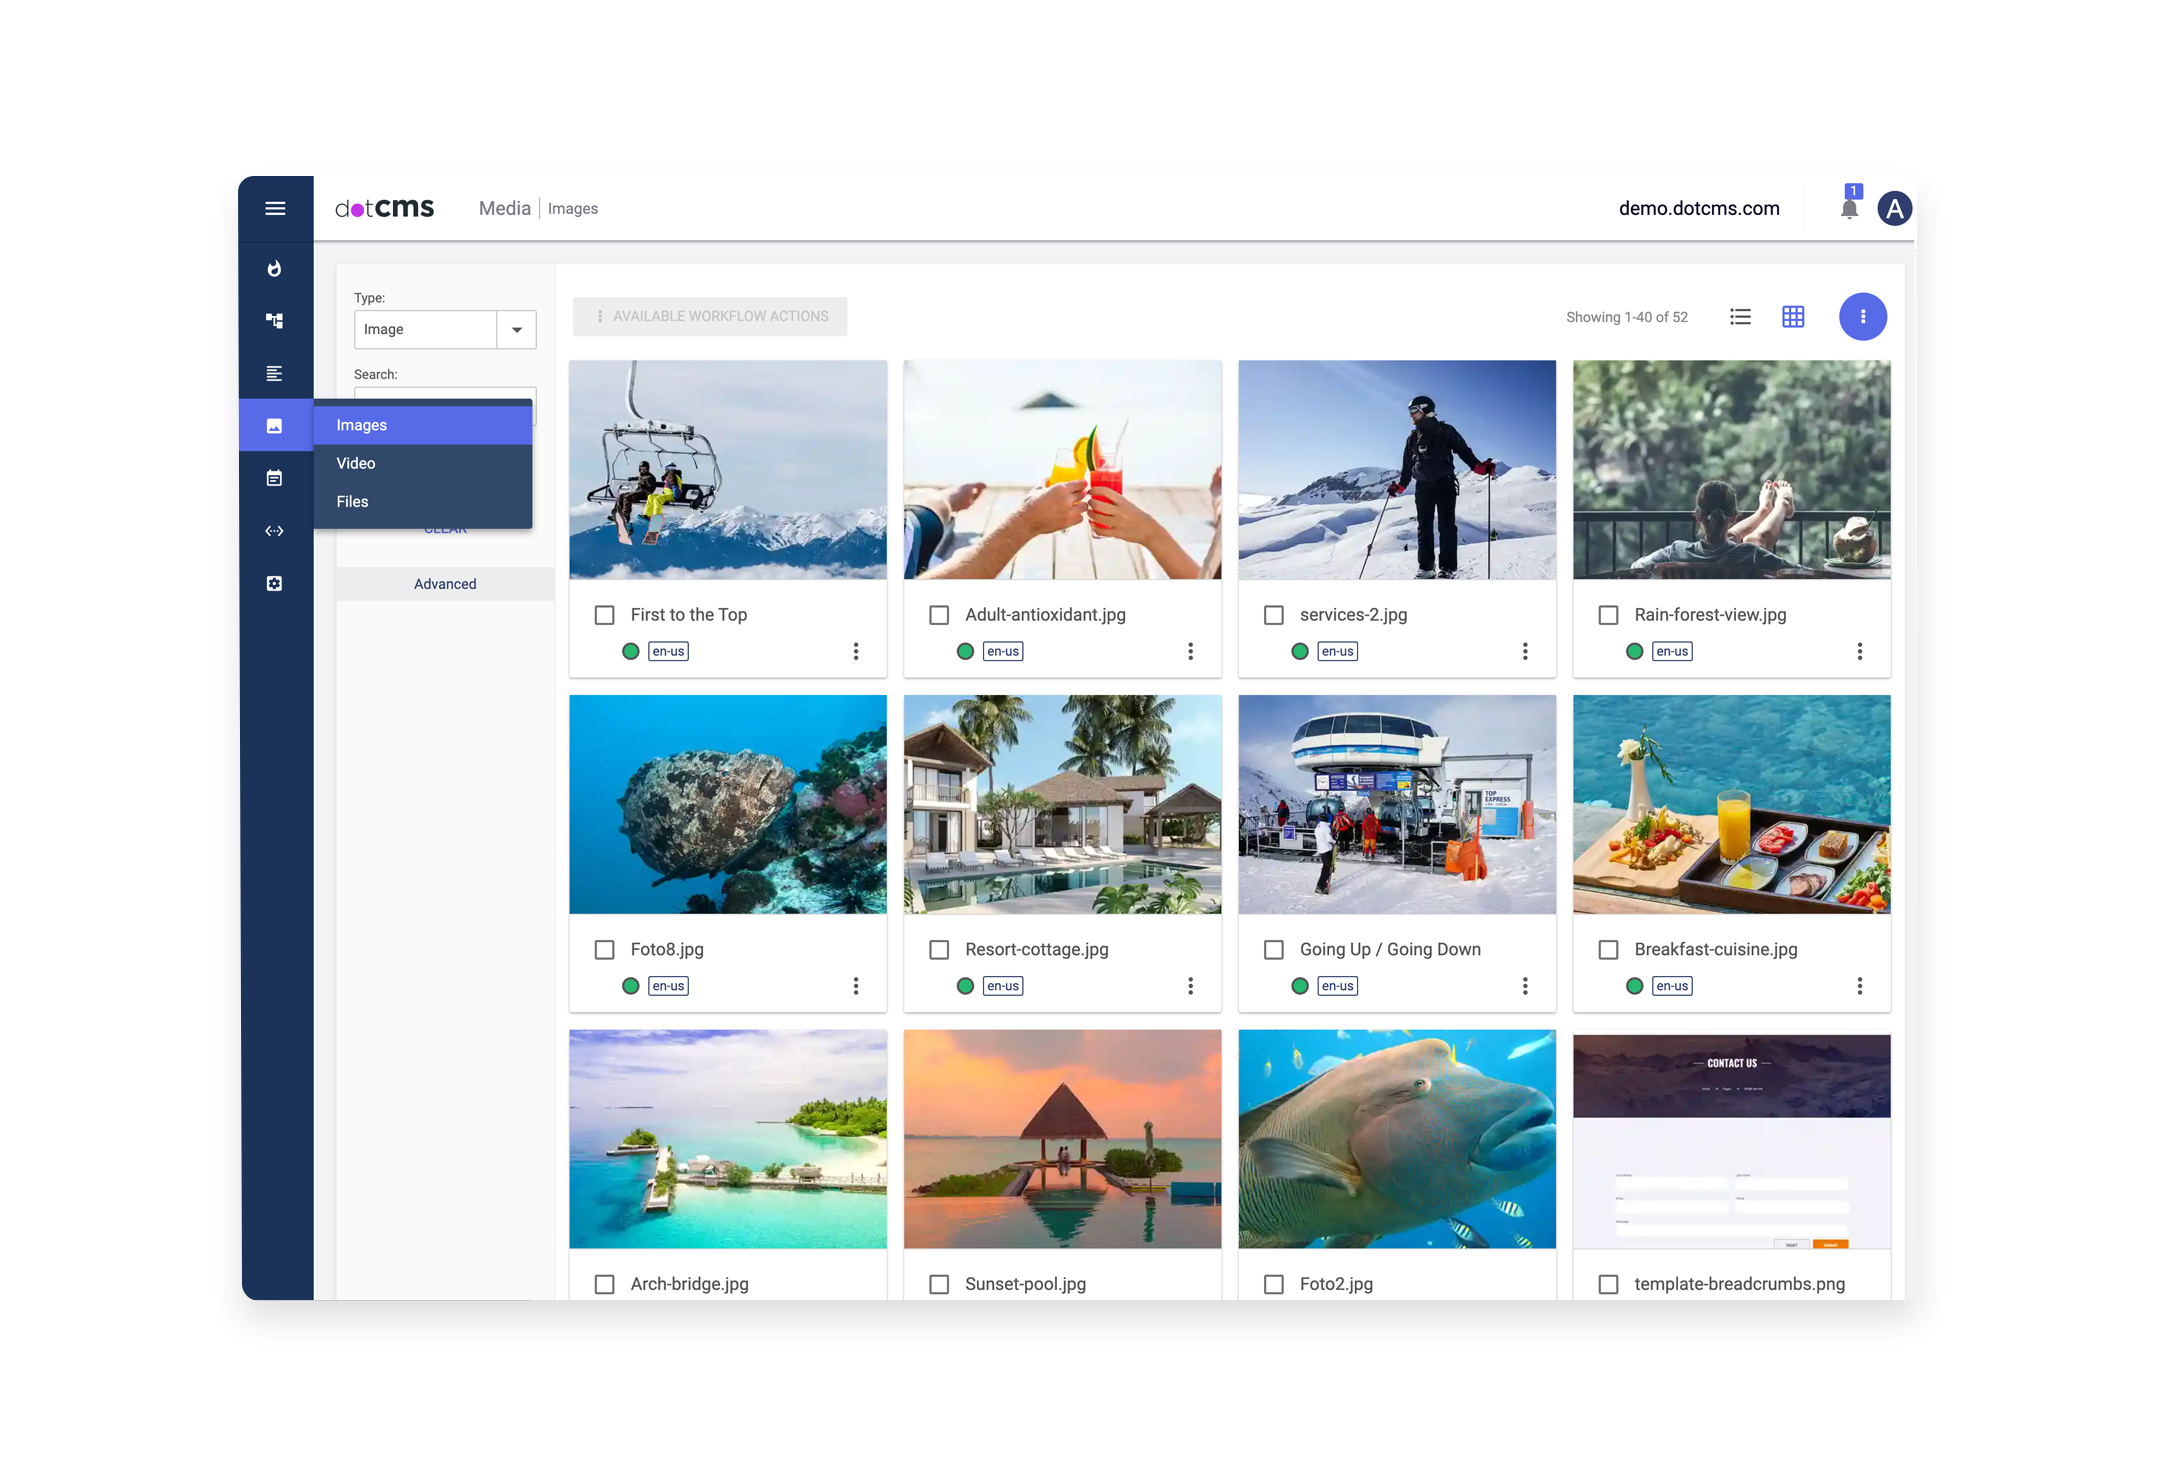 dotCMS
Media
Images
demo.dotcms.com
1
A
Type:
Image
Search:
Images
Video
Files
CLEAR
Advanced
AVAILABLE WORKFLOW ACTIONS
Showing 1-40 of 52
First to the Top
en-us
Adult-antioxidant.jpg
en-us
services-2.jpg
en-us
Rain-forest-view.jpg
en-us
TOP
EXPRESS
Foto8.jpg
en-us
Resort-cottage.jpg
en-us
Going Up / Going Down
en-us
Breakfast-cuisine.jpg
en-us
CONTACT US
Arch-bridge.jpg
Sunset-pool.jpg
Foto2.jpg
template-breadcrumbs.png